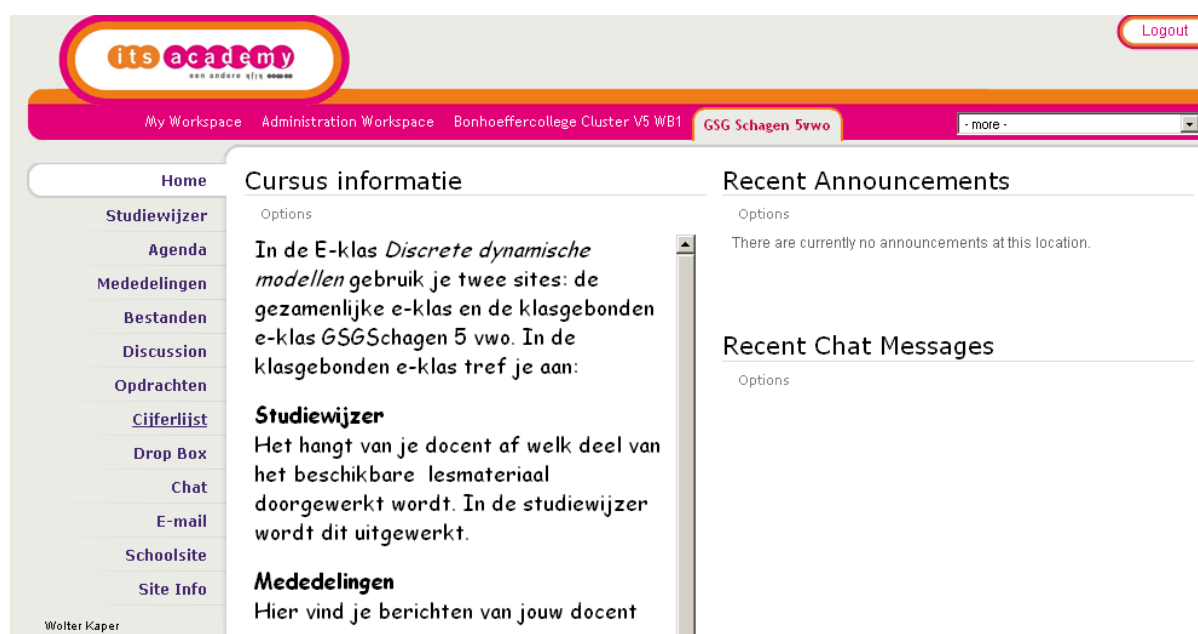 Logout
its academy
een andere kijk
My Workspace Administration Workspace Bonhoeffercollege Cluster V5 WB1 GSG Schagen 5vwo - more -
Home
Studiewijzer
Agenda
Mededelingen
Bestanden
Discussion
Opdrachten
Cijferlijst
Drop Box
Chat
E-mail
Schoolsite
Site Info
Wolter Kaper
Cursus informatie
Options
In de E-klas Discrete dynamische
modellen gebruik je twee sites: de
gezamenlijke e-klas en de klasgebonden
e-klas GSGSchagen 5 vwo. In de
klasgebonden e-klas tref je aan:
Studiewijzer
Het hangt van je docent af welk deel van
het beschikbare lesmateriaal
doorgewerkt wordt. In de studiewijzer
wordt dit uitgewerkt.
Mededelingen
Hier vind je berichten van jouw docent
Recent Announcements
Options
There are currently no announcements at this location.
Recent Chat Messages
Options